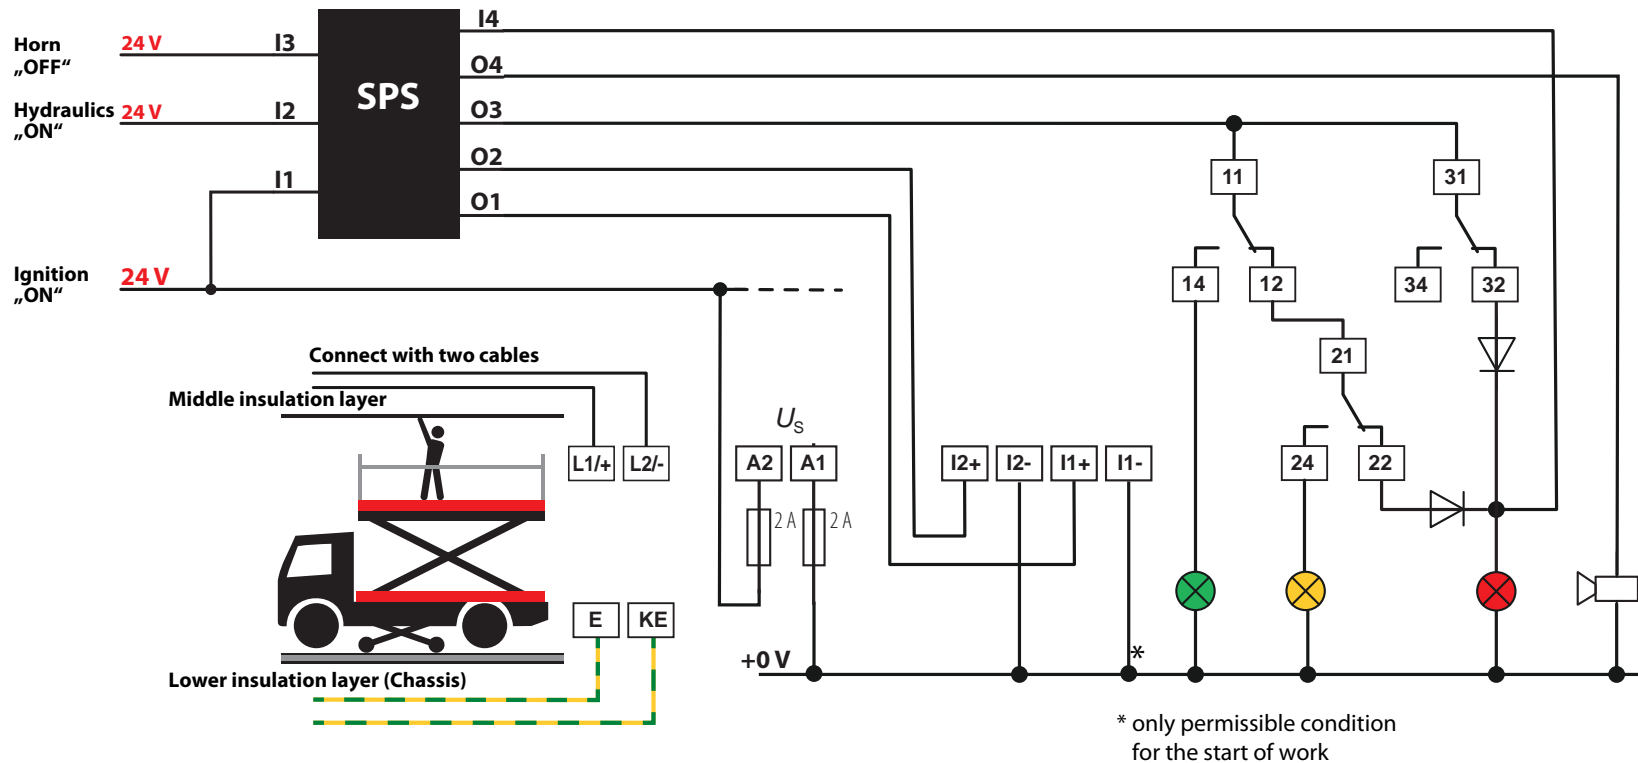 I4
Horn 24 V I3
„OFF“
O4
SPS
Hydraulics 24 V I2 O3
„ON“
O2
11 31
I1
O1
Ignition 24 V
„ON“
14 12 34 32
Connect with two cables
21
Middle insulation layer
US
L1/+ L2/- A2 A1 I2+ I2- I1+ I1- 24 22
2 A 2 A
E KE
+0 V *
Lower insulation layer (Chassis)
* only permissible condition
for the start of work